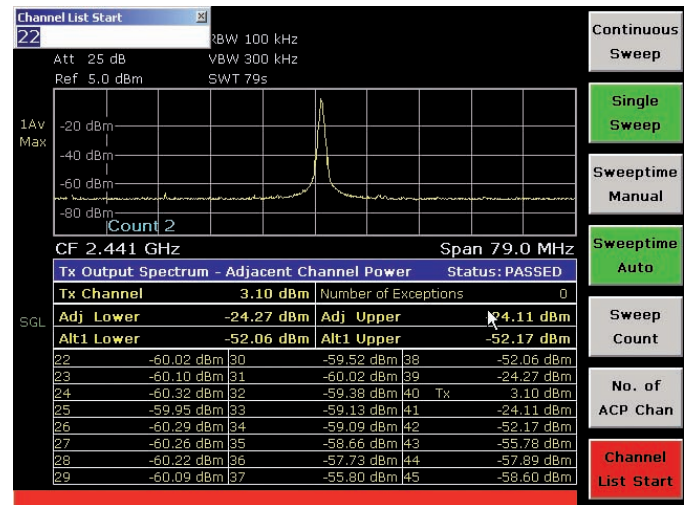 Channel List Start
22
RBW 100 kHz
Att 25 dB VBW 300 kHz
Ref 5.0 dBm SWT 79s
1Av
Max
-20 dBm
-40 dBm
-60 dBm
-80 dBm
Count 2
CF 2.441 GHz Span 79.0 MHz
Tx Output Spectrum - Adjacent Channel Power Status: PASSED
Tx Channel 3.10 dBm Number of Exceptions 0
SGL
Adj Lower -24.27 dBm Adj Upper -24.11 dBm
Alt1 Lower -52.06 dBm Alt1 Upper -52.17 dBm
22 -60.02 dBm 30 -59.52 dBm 38 -52.06 dBm
23 -60.10 dBm 31 -60.02 dBm 39 -24.27 dBm
24 -60.32 dBm 32 -59.38 dBm 40 Tx 3.10 dBm
25 -59.95 dBm 33 -59.13 dBm 41 -24.11 dBm
26 -60.29 dBm 34 -59.09 dBm 42 -52.17 dBm
27 -60.26 dBm 35 -58.66 dBm 43 -55.78 dBm
28 -60.22 dBm 36 -57.73 dBm 44 -57.89 dBm
29 -60.09 dBm 37 -55.80 dBm 45 -58.60 dBm
Continuous
Sweep
Single
Sweep
Sweeptime
Manual
Sweeptime
Auto
Sweep
Count
No. of
ACP Chan
Channel
List Start